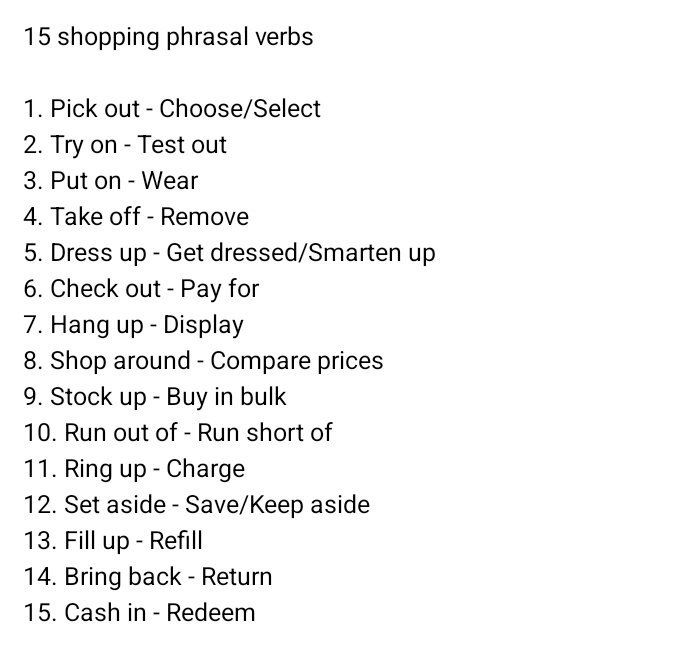 15 shopping phrasal verbs
1. Pick out - Choose/Select
2. Try on - Test out
3. Put on - Wear
4. Take off - Remove
5. Dress up - Get dressed/Smarten up
6. Check out - Pay for
7. Hang up - Display
8. Shop around - Compare prices
9. Stock up - Buy in bulk
10. Run out of - Run short of
11. Ring up - Charge
12. Set aside - Save/Keep aside
13. Fill up - Refill
14. Bring back - Return
15. Cash in - Redeem